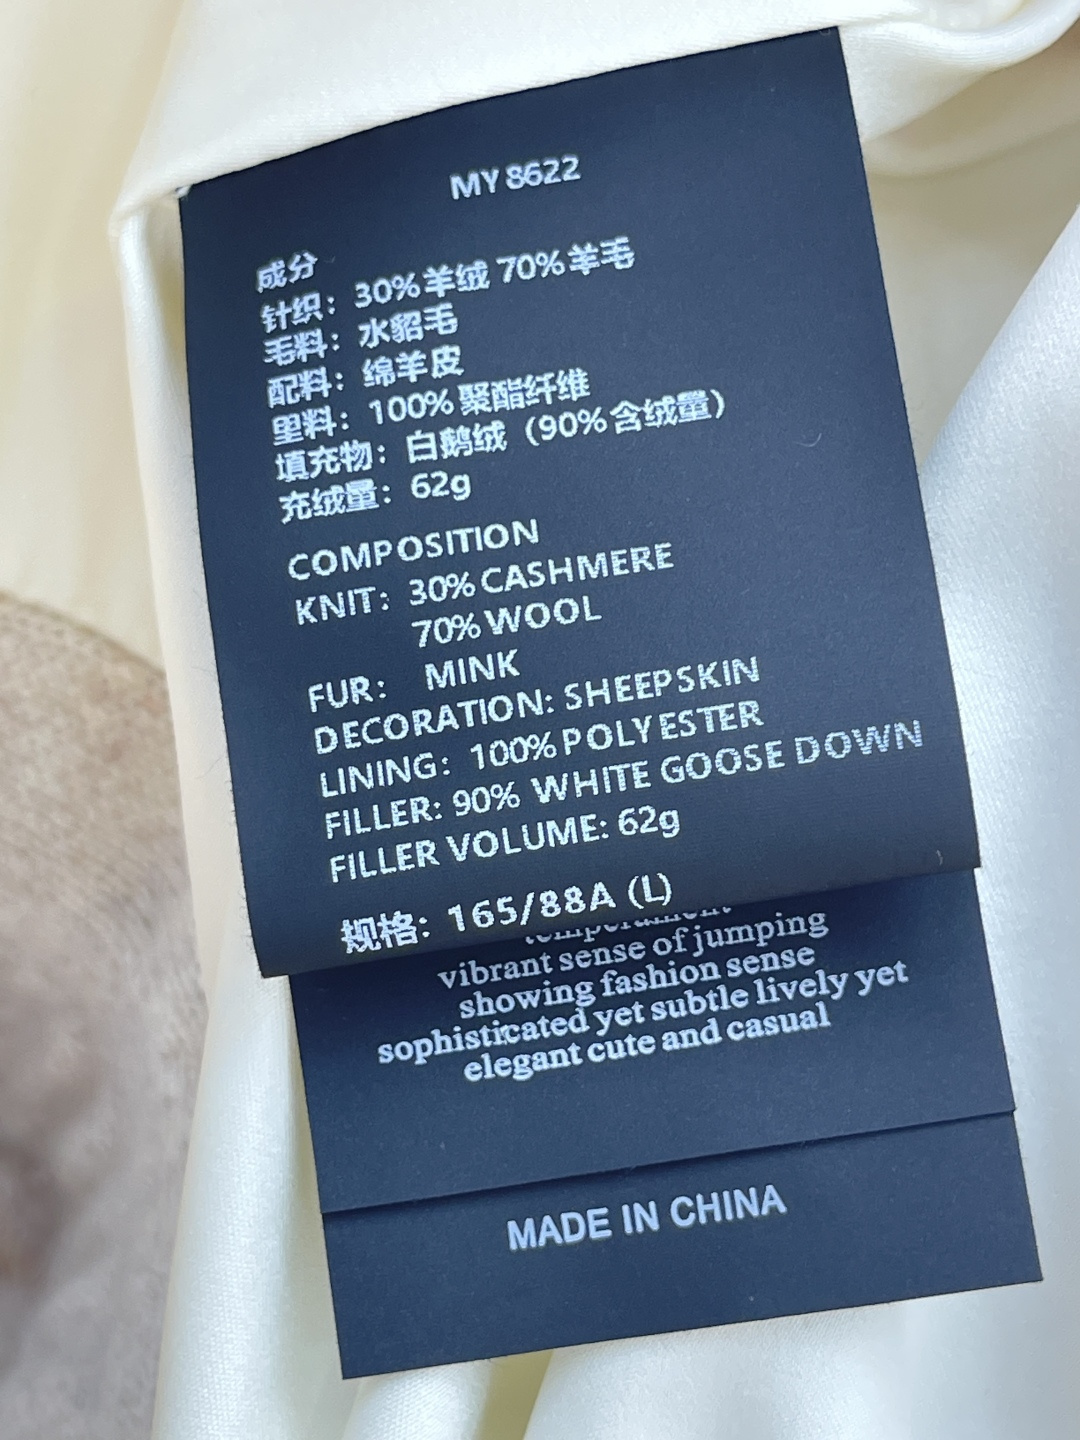 MY 8622
成分
针织：30%羊绒 70%羊毛
毛料：水貂毛
配料：绵羊皮
里料：100%聚酯纤维
填充物：白鹅绒（90%含绒量）
充绒量：62g
COMPOSITION
KNIT: 30% CASHMERE
70% WOOL
FUR: MINK
DECORATION: SHEEPSKIN
LINING: 100% POLYESTER
FILLER: 90% WHITE GOOSE DOWN
FILLER VOLUME: 62g
规格：165/88A (L)
vibrant sense of jumping
showing fashion sense
sophisticated yet subtle lively yet
elegant cute and casual
MADE IN CHINA